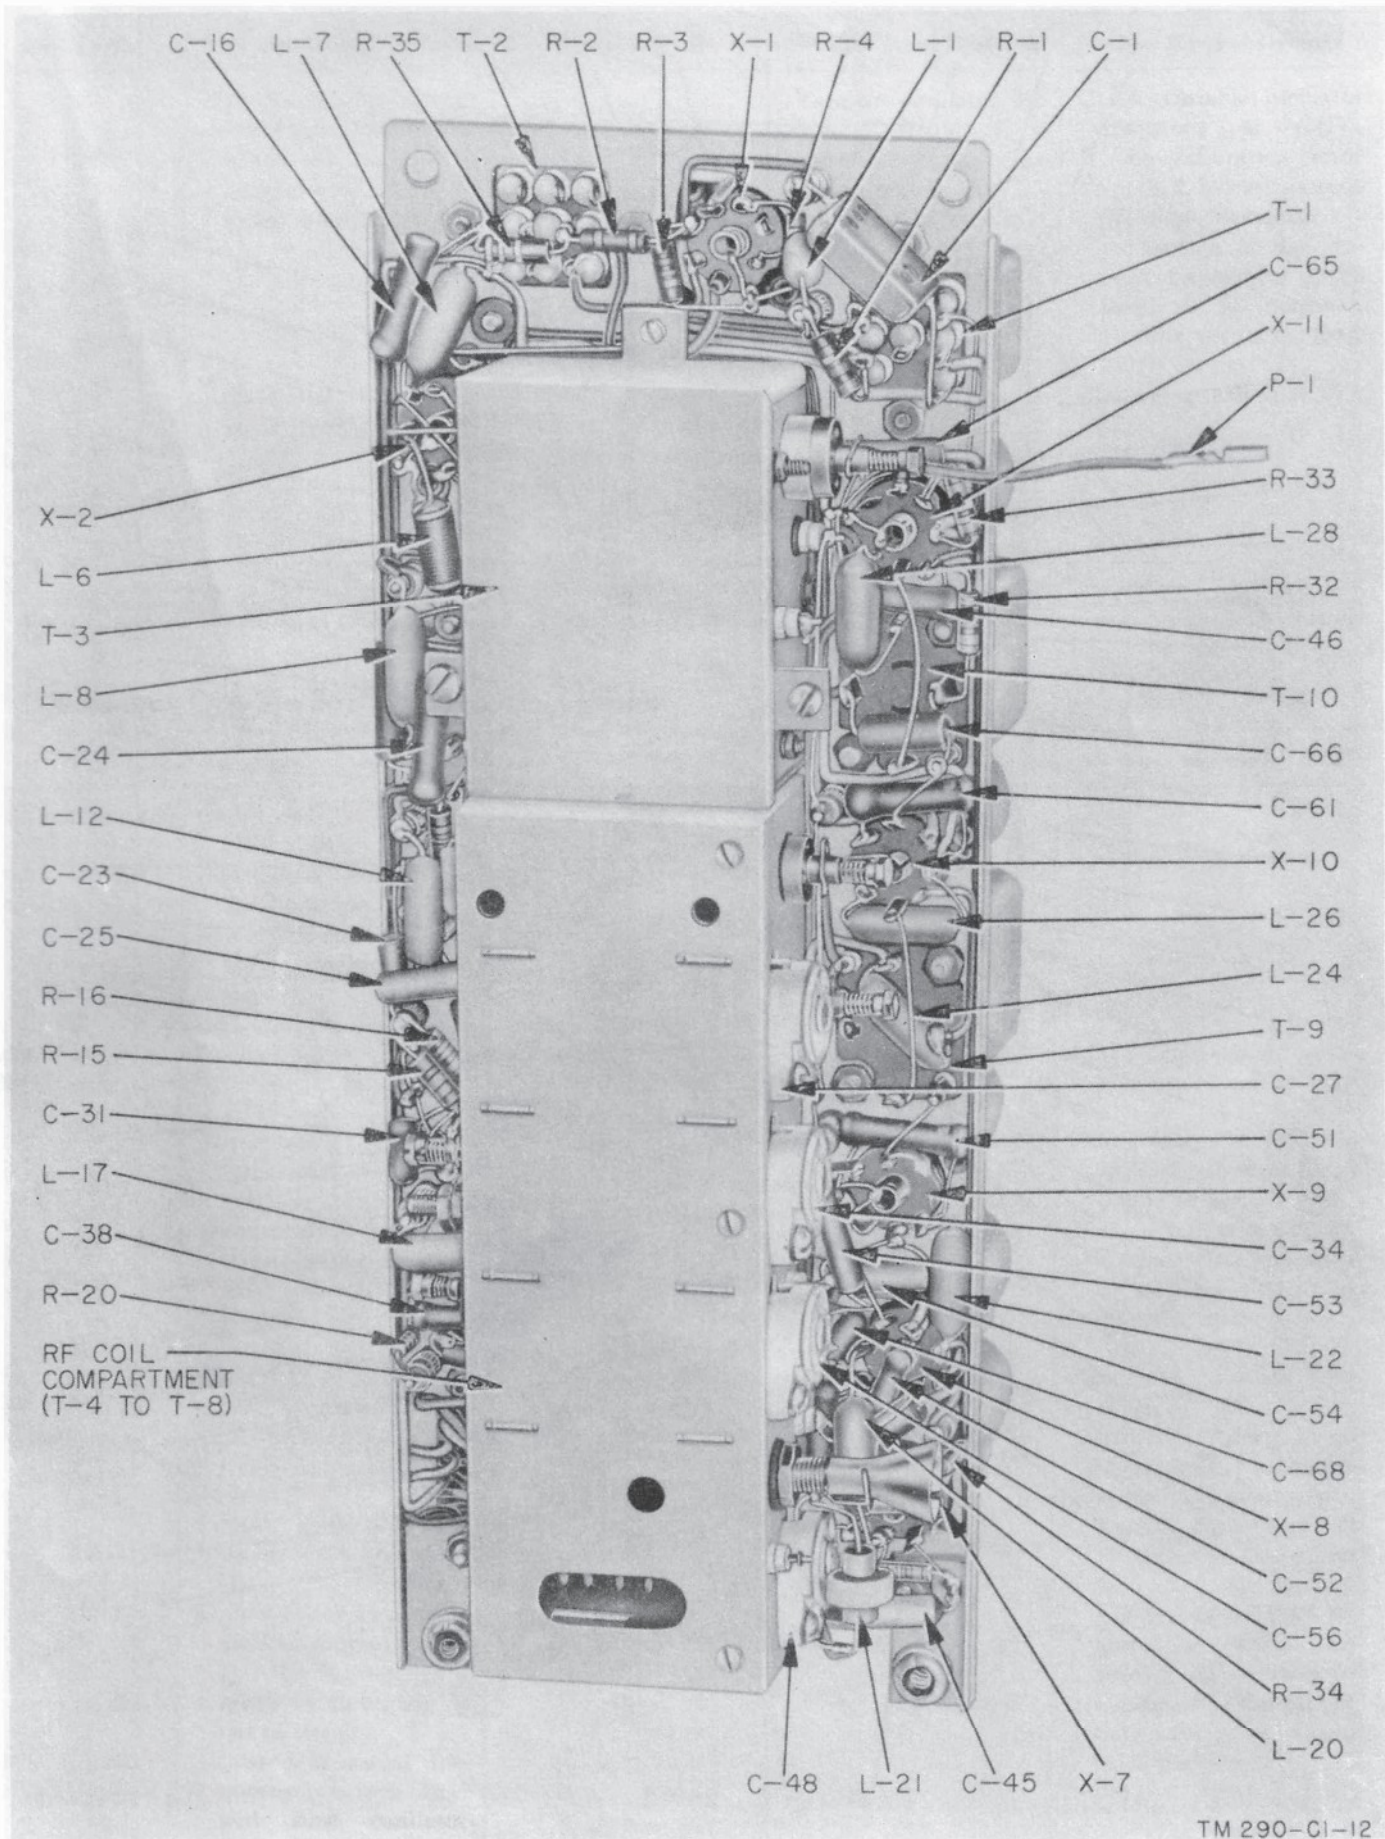 C-16 L-7 R-35 T-2 R-2 R-3 X-1 R-4 L-1 R-1 C-1
T-1
C-65
X-11
P-1
R-33
L-28
R-32
C-46
T-10
C-66
C-61
X-10
L-26
L-24
T-9
C-27
C-51
X-9
C-34
C-53
L-22
C-54
C-68
X-8
C-52
C-56
R-34
L-20
X-2
L-6
T-3
L-8
C-24
L-12
C-23
C-25
R-16
R-15
C-31
L-17
C-38
R-20
RF COIL
COMPARTMENT
(T-4 TO T-8)
C-48 L-21 C-45 X-7
TM 290-C1-12